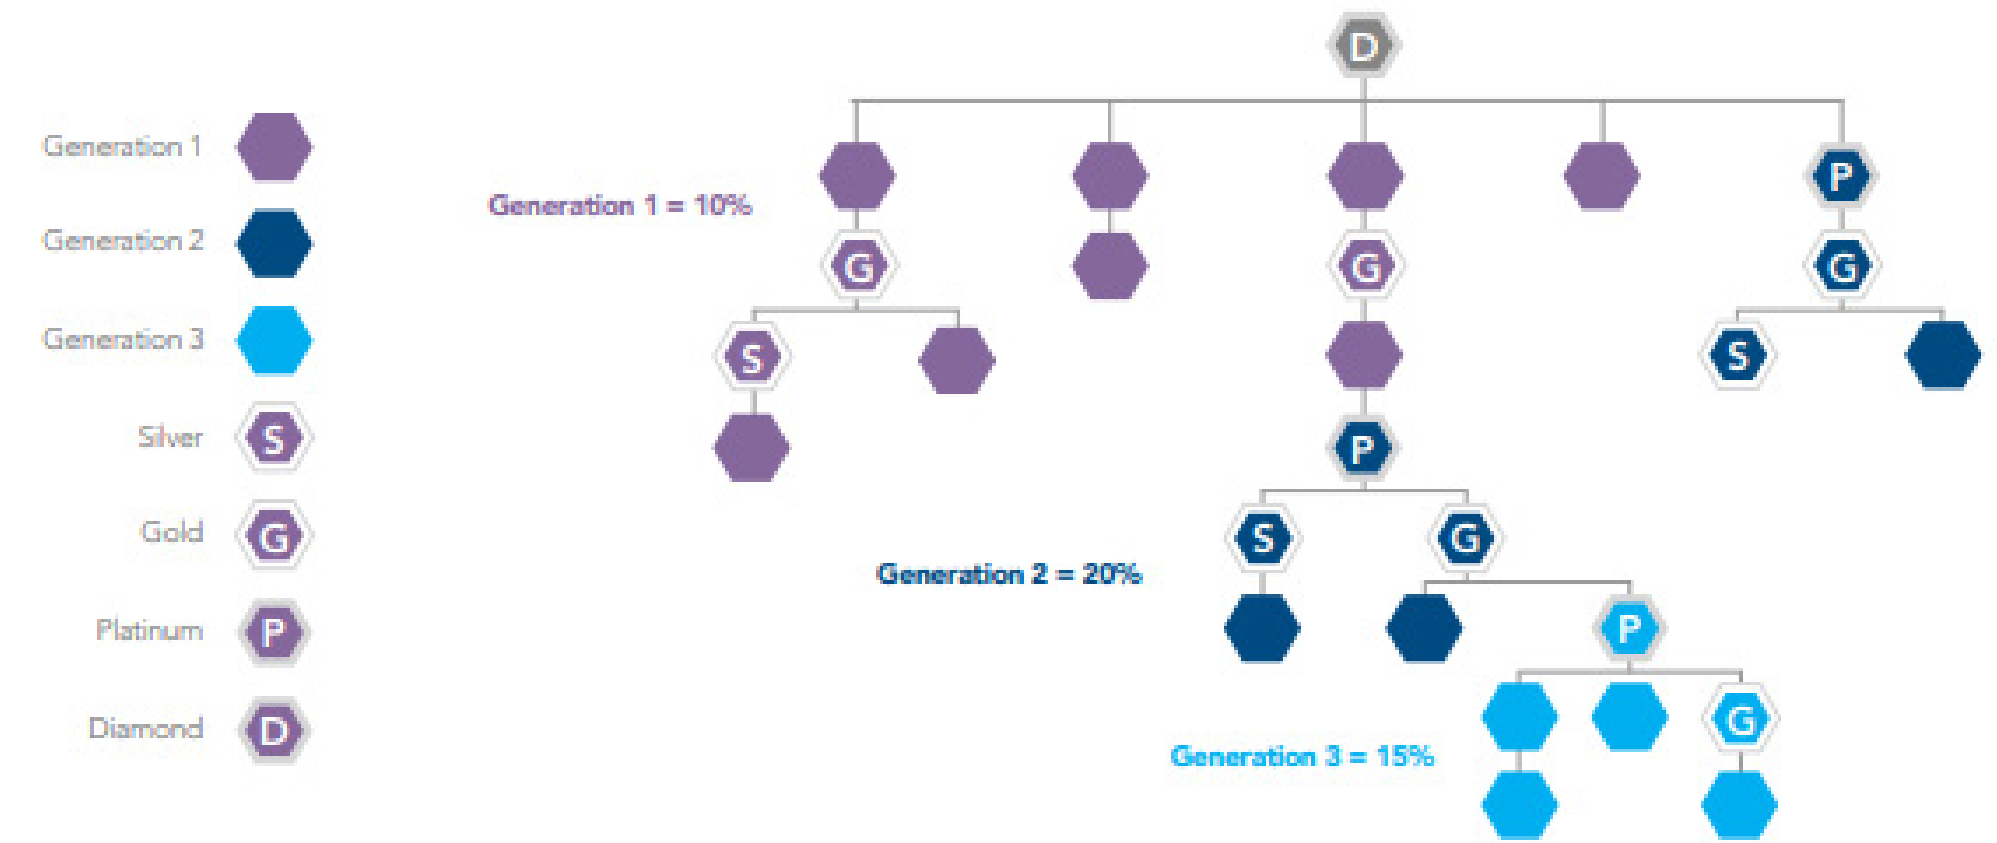 D
Generation 1
P
Generation 1 = 10%
Generation 2
G G G
Generation 3
S S
Silver S
P
Gold G
S G
Generation 2 = 20%
Platinum P
P
Diamond D
G
Generation 3 = 15%